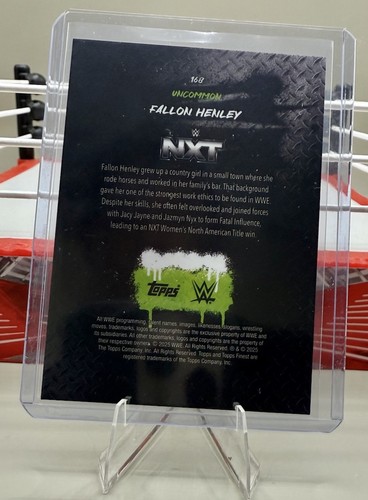 168
UNCOMMON
FALLON HENLEY
W
NXT
Fallon Henley grew up a country girl in a small town where she
rode horses and worked in her family's bar. That background
gave her one of the strongest work ethics to be found in WWE.
Despite her skills, she often felt overlooked and joined forces
with Jacy Jayne and Jazmyn Nyx to form Fatal Influence,
leading to an NXT Women's North American Title win.
Topps W
All WWE programming, talent names, images, likenesses, slogans, wrestling
moves, trademarks, logos and copyrights are the exclusive property of WWE and
its subsidiaries. All other trademarks, logos and copyrights are the property of
their respective owners. © 2025 WWE. All Rights Reserved. ® & © 2025
The Topps Company, Inc. All Rights Reserved. Topps and Topps Finest are
registered trademarks of The Topps Company, Inc.